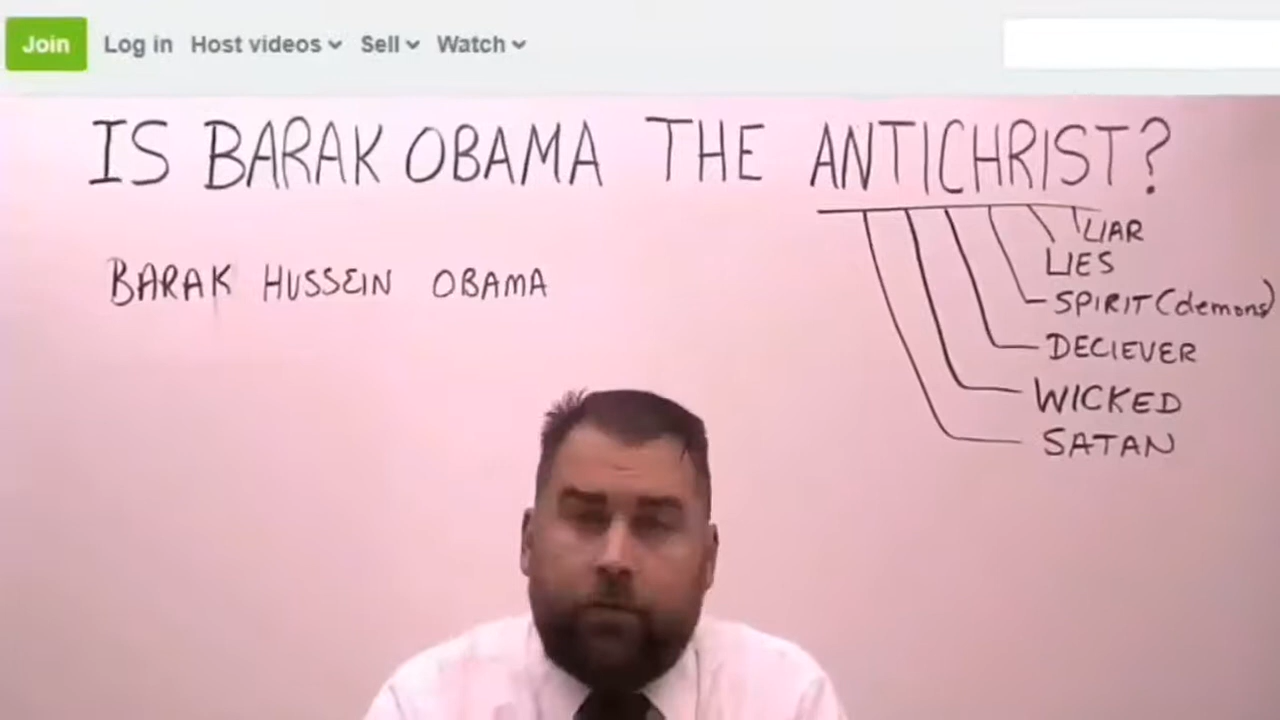 Join Log in Host videos Sell Watch
IS BARAK OBAMA THE ANTICHRIST?
BARAK HUSSEIN OBAMA
LIAR
LIES
SPIRIT (demons)
DECIEVER
WICKED
SATAN